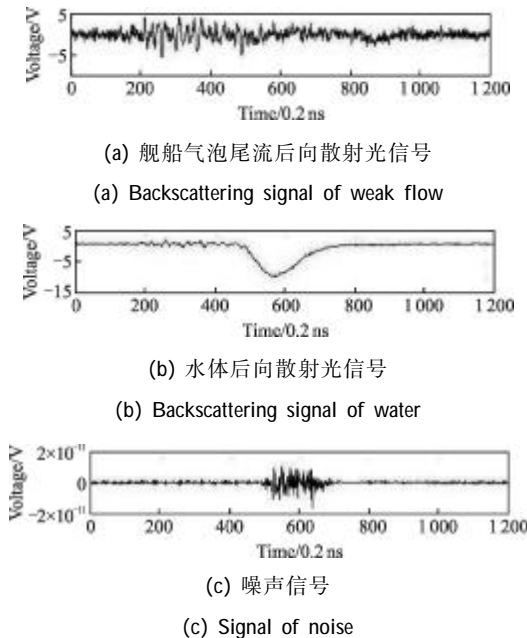 5
-5
Voltage/V
0 200 400 600 800 1 000 1 200
Time/0.2 ns
(a) 舰船气泡尾流后向散射光信号
(a) Backscattering signal of weak flow
5
-5
-15
Voltage/V
0 200 400 600 800 1 000 1 200
Time/0.2 ns
(b) 水体后向散射光信号
(b) Backscattering signal of water
2×10⁻¹¹
0
-2×10⁻¹¹
Voltage/V
0 200 400 600 800 1 000 1 200
Time/0.2 ns
(c) 噪声信号
(c) Signal of noise